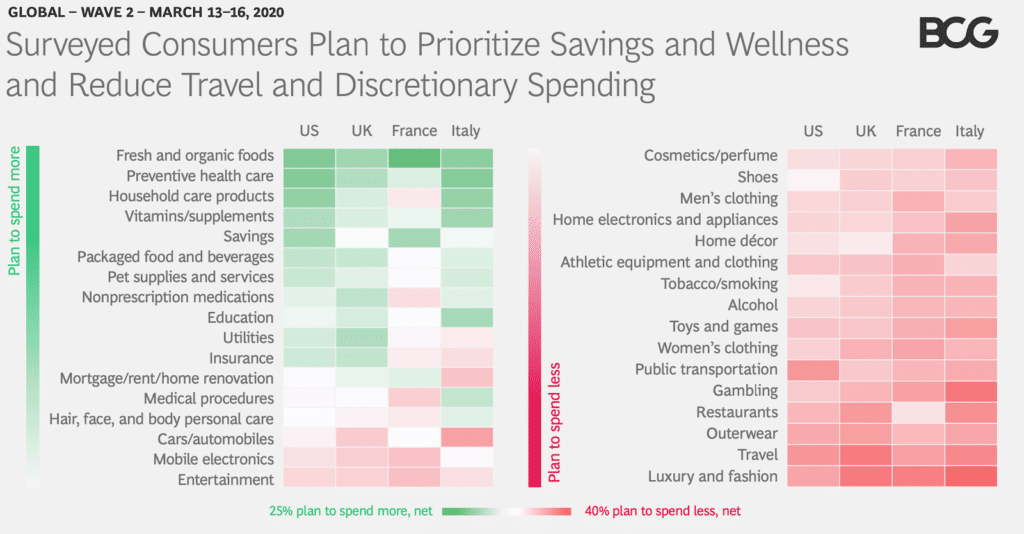 GLOBAL – WAVE 2 – MARCH 13–16, 2020
BCG
Surveyed Consumers Plan to Prioritize Savings and Wellness
and Reduce Travel and Discretionary Spending
Plan to spend more
US UK France Italy
Fresh and organic foods
Preventive health care
Household care products
Vitamins/supplements
Savings
Packaged food and beverages
Pet supplies and services
Nonprescription medications
Education
Utilities
Insurance
Mortgage/rent/home renovation
Medical procedures
Hair, face, and body personal care
Cars/automobiles
Mobile electronics
Entertainment
Plan to spend less
US UK France Italy
Cosmetics/perfume
Shoes
Men’s clothing
Home electronics and appliances
Home décor
Athletic equipment and clothing
Tobacco/smoking
Alcohol
Toys and games
Women’s clothing
Public transportation
Gambling
Restaurants
Outerwear
Travel
Luxury and fashion
25% plan to spend more, net
40% plan to spend less, net